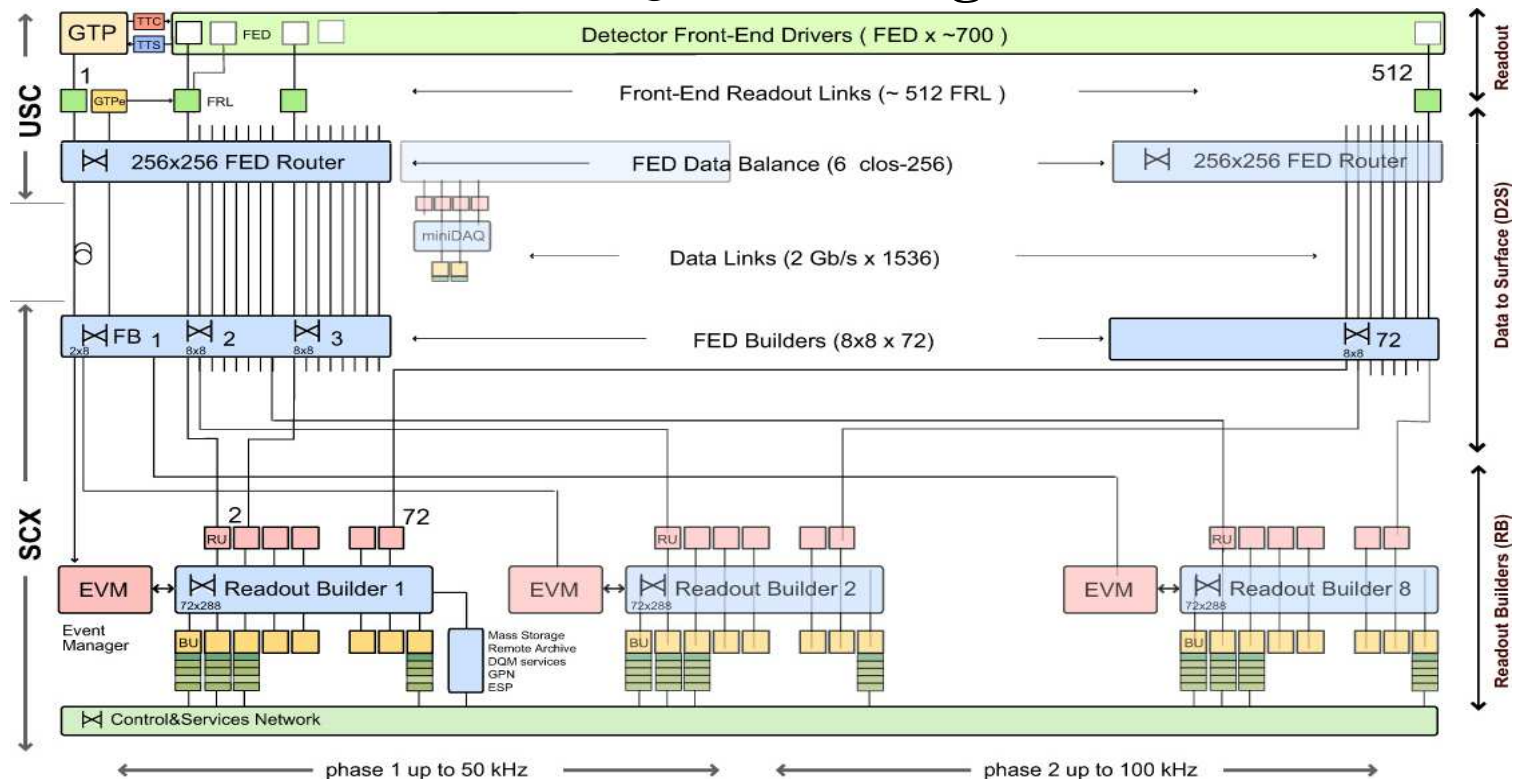 GTP
TTC
TTS
FED
Detector Front-End Drivers ( FED x ~700 )
Readout
1
512
GTPe
FRL
Front-End Readout Links (~ 512 FRL )
USC
256x256 FED Router
FED Data Balance (6 clos-256)
256x256 FED Router
miniDAQ
Data Links (2 Gb/s x 1536)
Data to Surface (D2S)
FB 1
2
3
2x8
8x8
8x8
FED Builders (8x8 x 72)
72
8x8
SCX
2
72
RU
RU
RU
EVM
Readout Builder 1
72x288
EVM
Readout Builder 2
72x288
EVM
Readout Builder 8
72x288
Readout Builders (RB)
Event
Manager
BU
Mass Storage
Remote Archive
DQM services
GPN
ESP
BU
BU
Control&Services Network
phase 1 up to 50 kHz
phase 2 up to 100 kHz